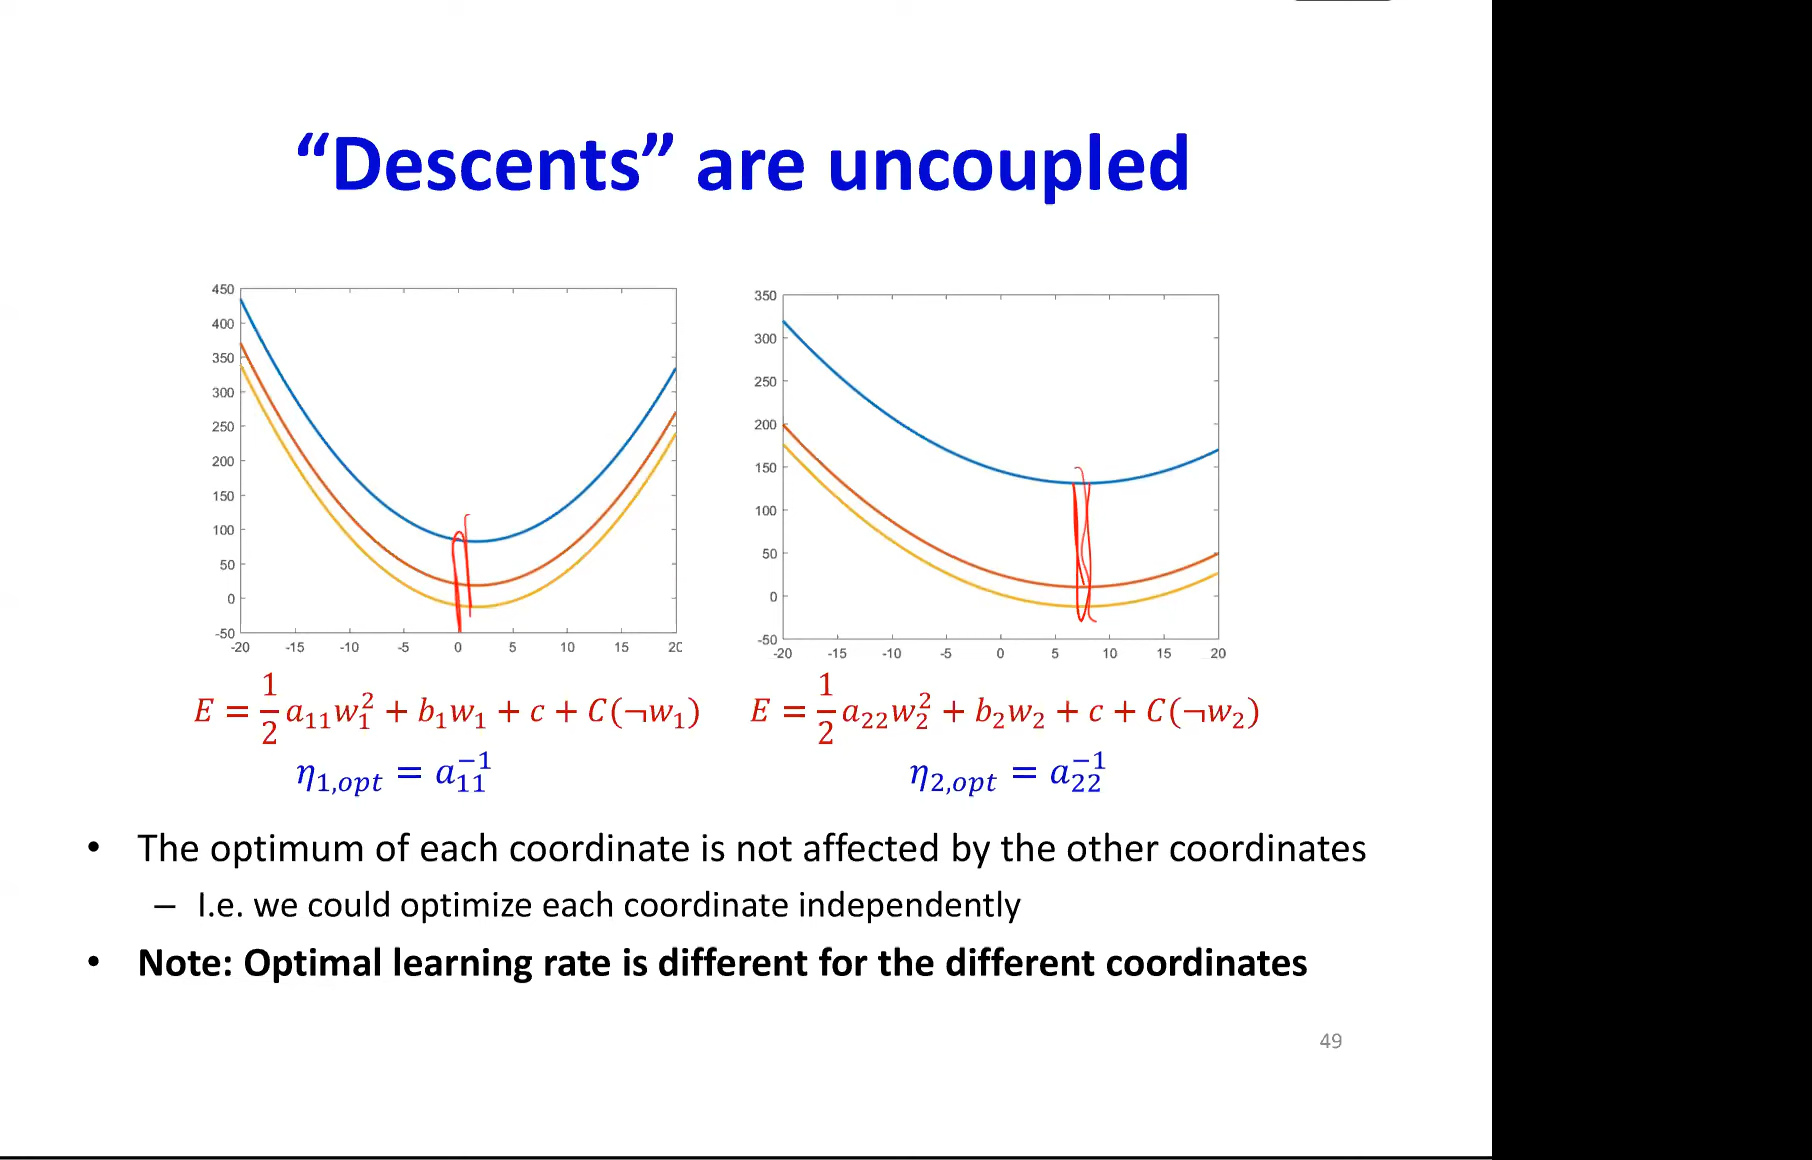 “Descents” are uncoupled
450
400
350
300
250
200
150
100
50
0
-50
-20 -15 -10 -5 0 5 10 15 20
350
300
250
200
150
100
50
0
-50
-20 -15 -10 -5 0 5 10 15 20
E = 1/2 a₁₁w₁² + b₁w₁ + c + C(¬w₁)
E = 1/2 a₂₂w₂² + b₂w₂ + c + C(¬w₂)
η₁,opt = a₁₁⁻¹
η₂,opt = a₂₂⁻¹
• The optimum of each coordinate is not affected by the other coordinates
– I.e. we could optimize each coordinate independently
• Note: Optimal learning rate is different for the different coordinates
49